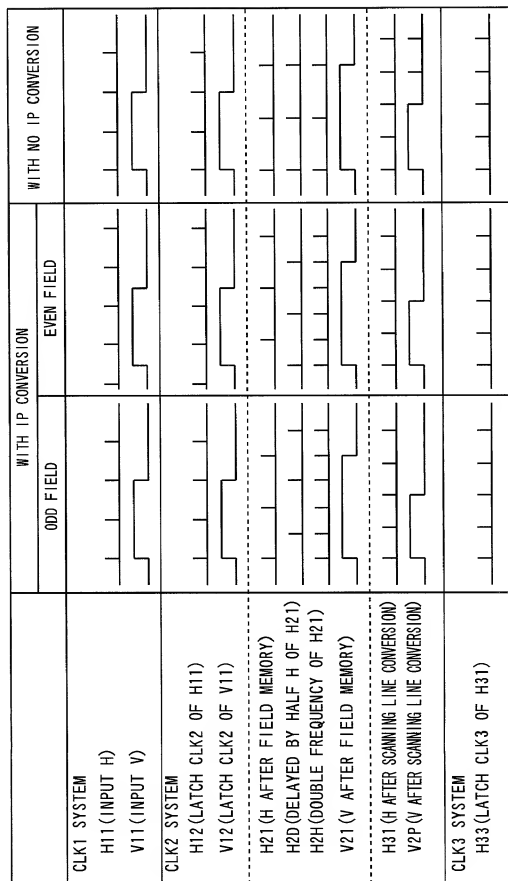 WITH IP CONVERSION
WITH NO IP CONVERSION
ODD FIELD
EVEN FIELD
CLK1 SYSTEM
H11(INPUT H)
V11(INPUT V)
CLK2 SYSTEM
H12(LATCH CLK2 OF H11)
V12(LATCH CLK2 OF V11)
H21(H AFTER FIELD MEMORY)
H2D(DELAYED BY HALF H OF H21)
H2H(DOUBLE FREQUENCY OF H21)
V21(V AFTER FIELD MEMORY)
H31(H AFTER SCANNING LINE CONVERSION)
V2P(V AFTER SCANNING LINE CONVERSION)
CLK3 SYSTEM
H33(LATCH CLK3 OF H31)